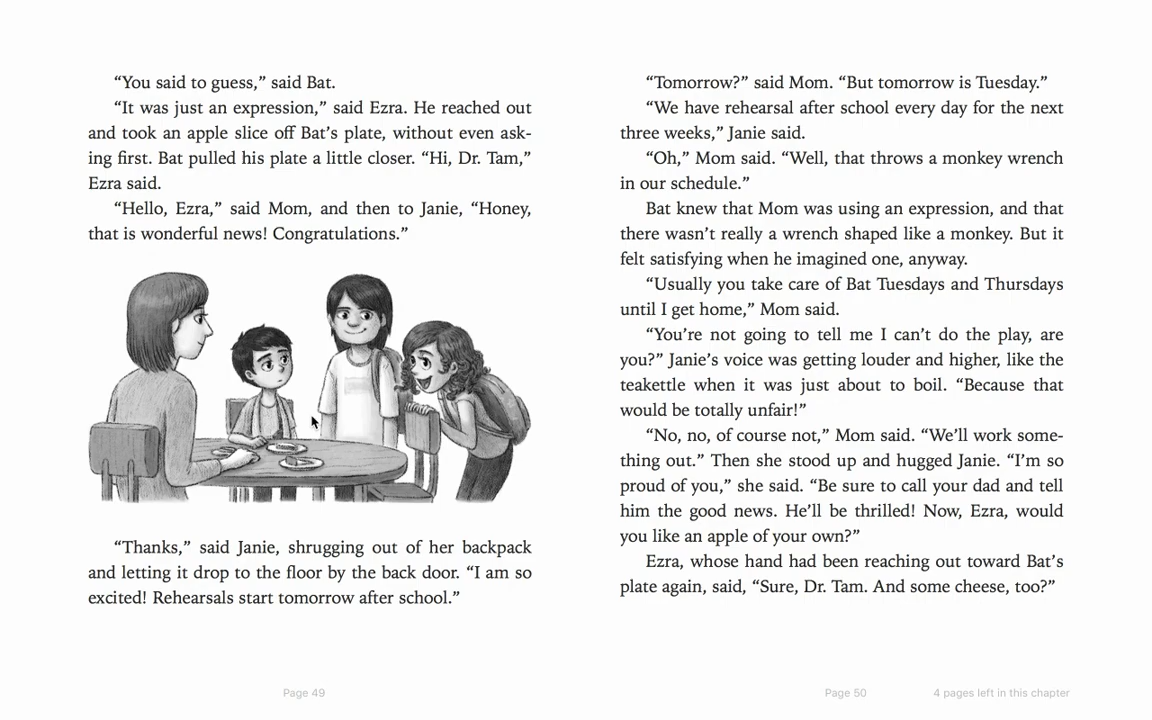 “You said to guess,” said Bat.
“It was just an expression,” said Ezra. He reached out
and took an apple slice off Bat’s plate, without even ask-
ing first. Bat pulled his plate a little closer. “Hi, Dr. Tam,”
Ezra said.
“Hello, Ezra,” said Mom, and then to Janie, “Honey,
that is wonderful news! Congratulations.”
“Thanks,” said Janie, shrugging out of her backpack
and letting it drop to the floor by the back door. “I am so
excited! Rehearsals start tomorrow after school.”
Page 49
“Tomorrow?” said Mom. “But tomorrow is Tuesday.”
“We have rehearsal after school every day for the next
three weeks,” Janie said.
“Oh,” Mom said. “Well, that throws a monkey wrench
in our schedule.”
Bat knew that Mom was using an expression, and that
there wasn’t really a wrench shaped like a monkey. But it
felt satisfying when he imagined one, anyway.
“Usually you take care of Bat Tuesdays and Thursdays
until I get home,” Mom said.
“You’re not going to tell me I can’t do the play, are
you?” Janie’s voice was getting louder and higher, like the
teakettle when it was just about to boil. “Because that
would be totally unfair!”
“No, no, of course not,” Mom said. “We’ll work some-
thing out.” Then she stood up and hugged Janie. “I’m so
proud of you,” she said. “Be sure to call your dad and tell
him the good news. He’ll be thrilled! Now, Ezra, would
you like an apple of your own?”
Ezra, whose hand had been reaching out toward Bat’s
plate again, said, “Sure, Dr. Tam. And some cheese, too?”
Page 50
4 pages left in this chapter